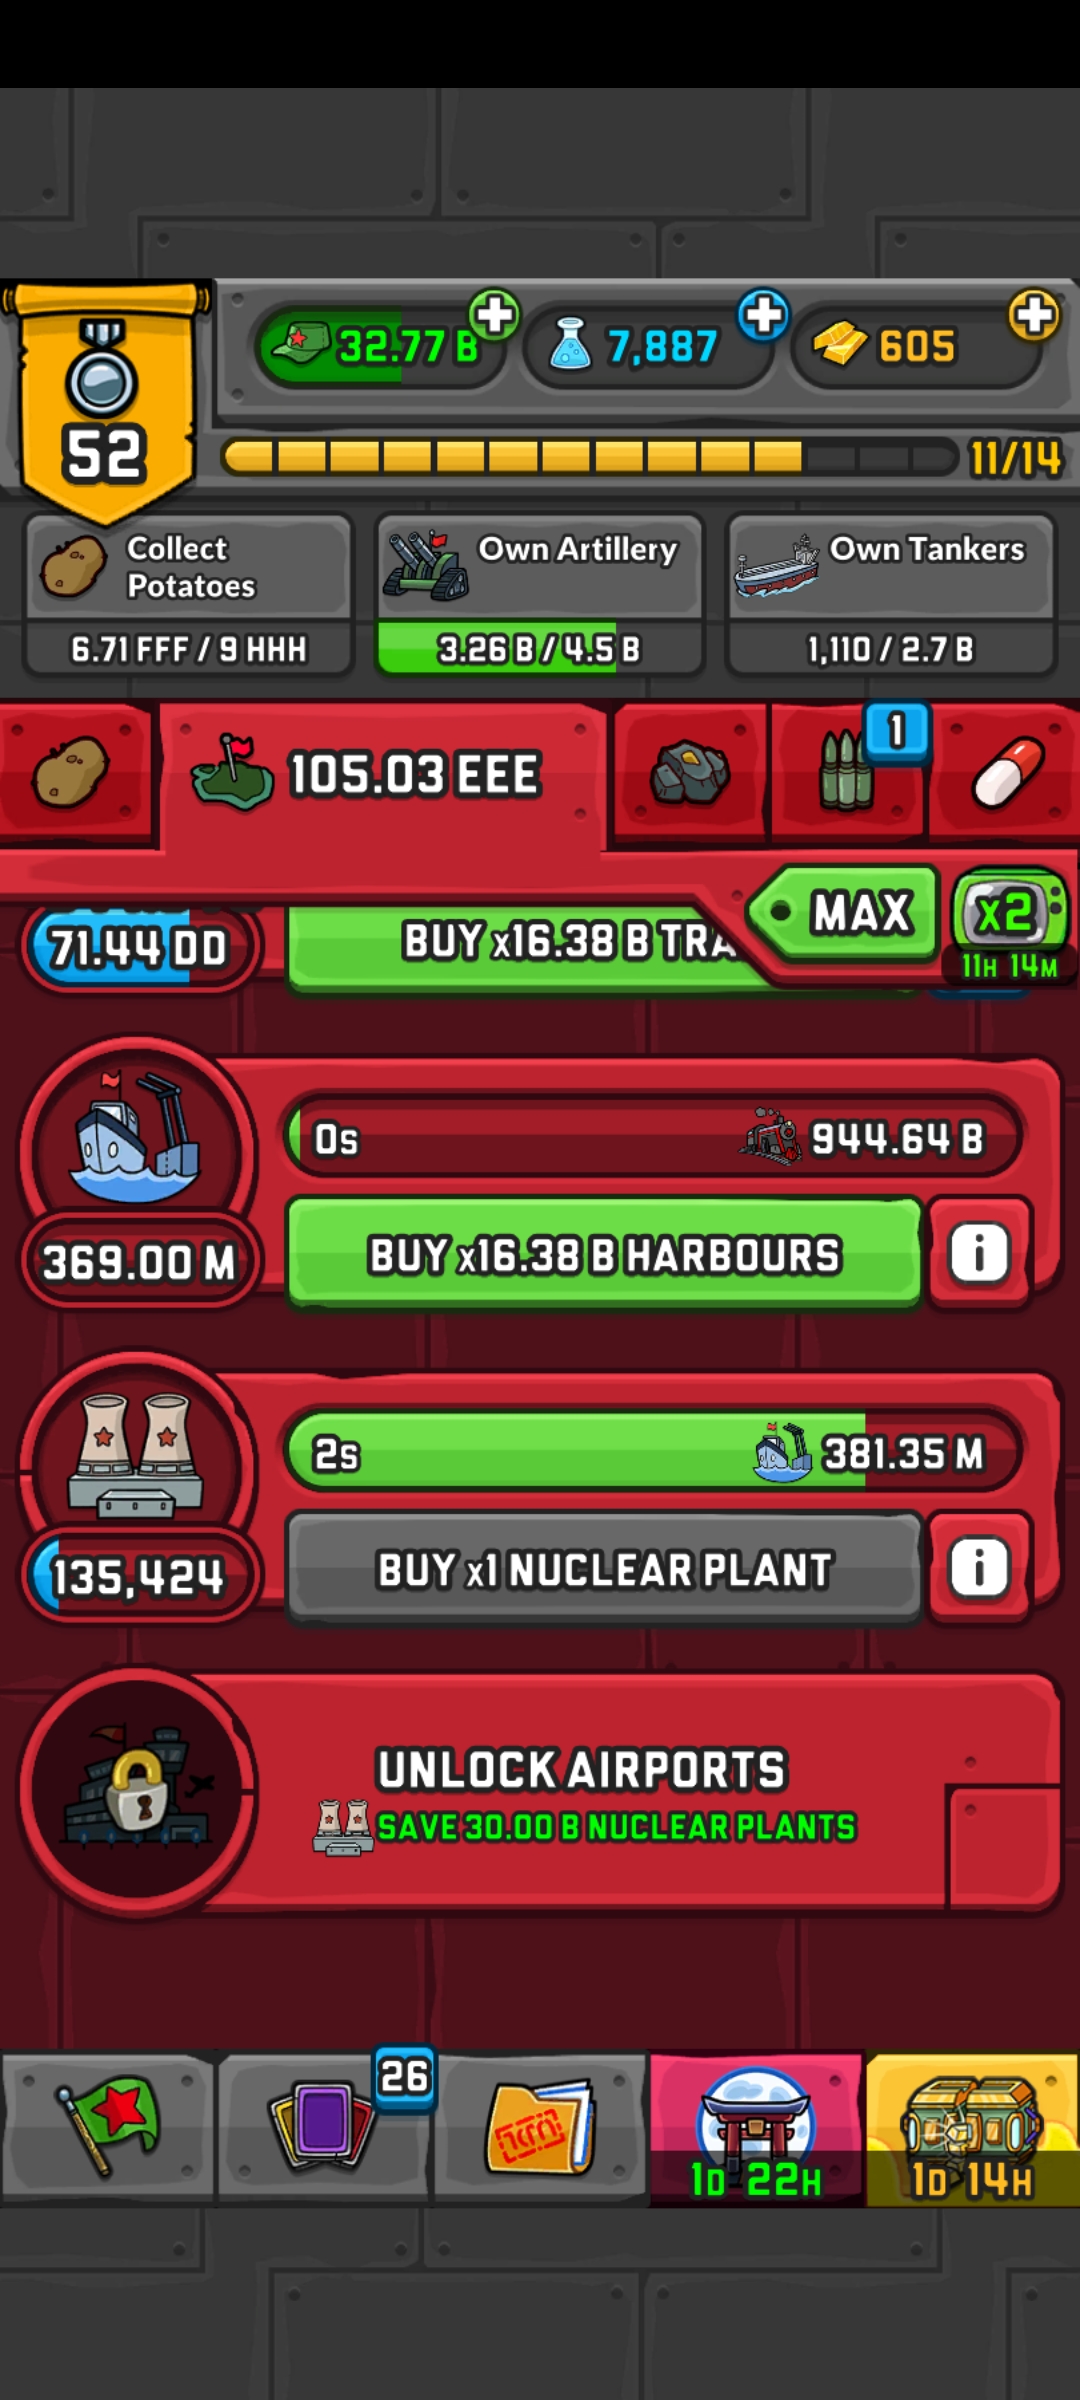 32.77 B
7,887
605
52
11/14
Collect
Potatoes
6.71 FFF / 9 HHH
Own Artillery
3.26 B / 4.5 B
Own Tankers
1,110 / 2.7 B
105.03 EEE
1
MAX
x2
11H 14M
71.44 DD
BUY x16.38 B TRA
0s
944.64 B
369.00 M
BUY x16.38 B HARBOURS
i
2s
381.35 M
135,424
BUY x1 NUCLEAR PLANT
i
UNLOCK AIRPORTS
SAVE 30.00 B NUCLEAR PLANTS
26
1D 22H
1D 14H